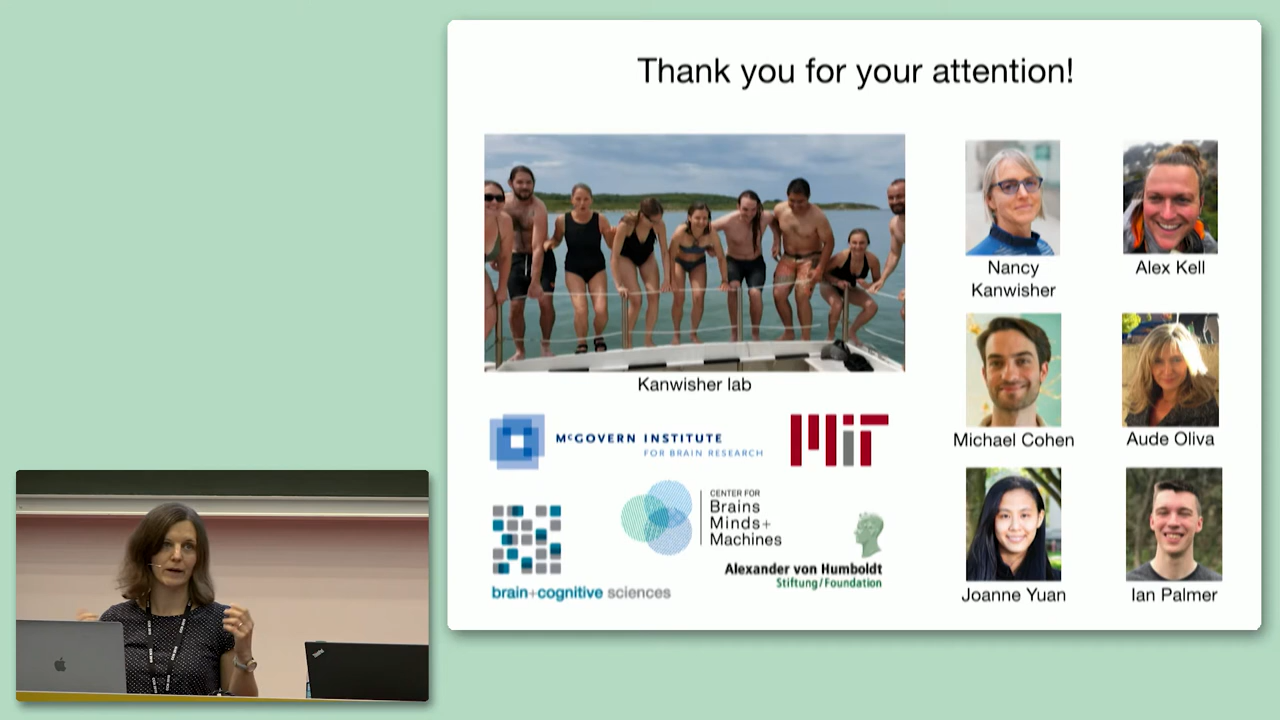 Thank you for your attention!
Kanwisher lab
Nancy
Kanwisher
Alex Kell
Michael Cohen
Aude Oliva
Joanne Yuan
Ian Palmer
McGOVERN INSTITUTE
FOR BRAIN RESEARCH
MIT
CENTER FOR
Brains
Minds+
Machines
brain+cognitive sciences
Alexander von Humboldt
Stiftung/Foundation